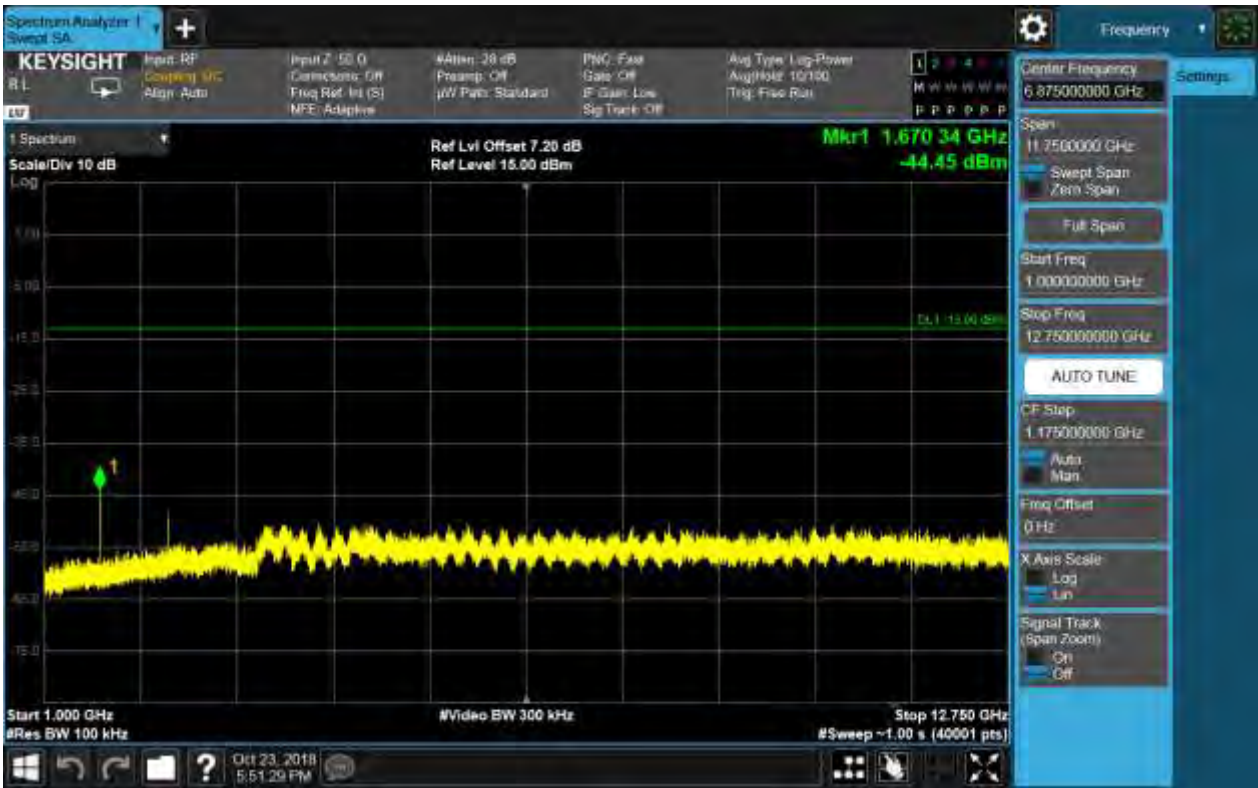 Spectrum Analyzer 1
Swept SA
Frequency
KEYSIGHT
Input: RF
Coupling: DC
Align: Auto
Input Z: 50 Ω
Corrections: Off
Freq Ref: Int (S)
NFE: Adaptive
#Atten: 28 dB
Preamp: Off
µW Path: Standard
PNO: Fast
Gate: Off
IF Gain: Low
Sig Track: Off
Avg Type: Log-Power
Avg|Hold: 10/100
Trig: Free Run
1 Spectrum
Scale/Div 10 dB
Log
Ref Lvl Offset 7.20 dB
Ref Level 15.00 dBm
Mkr1 1.670 34 GHz
-44.45 dBm
DL1 -13.00 dBm
1
Start 1.000 GHz
#Res BW 100 kHz
#Video BW 300 kHz
Stop 12.750 GHz
#Sweep ~1.00 s (40001 pts)
Oct 23, 2018
5:51:29 PM
Center Frequency
6.875000000 GHz
Settings
Span
11.7500000 GHz
Swept Span
Zero Span
Full Span
Start Freq
1.000000000 GHz
Stop Freq
12.750000000 GHz
AUTO TUNE
CF Step
1.175000000 GHz
Auto
Man
Freq Offset
0 Hz
X Axis Scale
Log
Lin
Signal Track
(Span Zoom)
On
Off